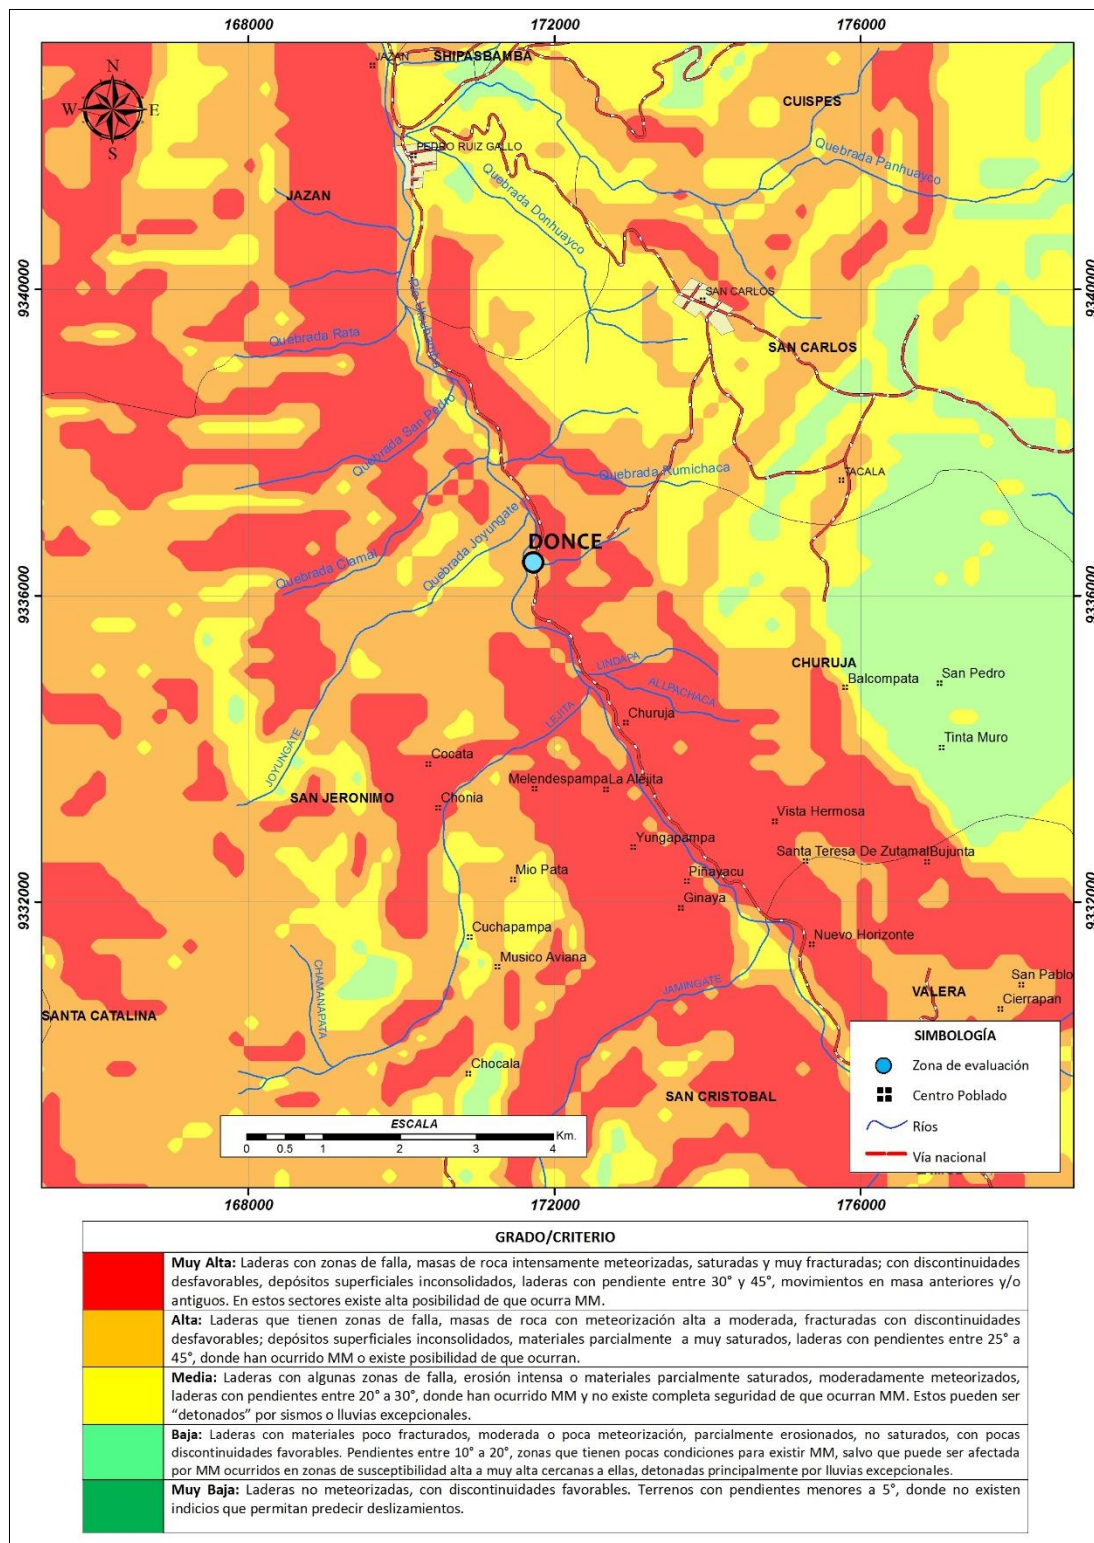 168000
172000
176000
JAZAN
SHIPASBAMBA
N
W
E
S
CUISPES
PEDRO RUIZ GALLO
Quebrada Panhuayco
Quebrada Donhuayco
JAZAN
9340000
9340000
Rio Utcubamba
SAN CARLOS
Quebrada Rata
SAN CARLOS
Quebrada San Pedro
Quebrada Rumichaca
TACALA
Quebrada Joyungate
DONCE
Quebrada Clamal
9336000
9336000
LINDAPA
CHURUJA
Balcompata
San Pedro
ALLPACHACA
LEJITA
Churuja
JOYUNGATE
Tinta Muro
Cocata
Melendespampa
La Alejita
SAN JERONIMO
Chonia
Vista Hermosa
Yungapampa
Santa Teresa De Zutamal
Bujunta
Mio Pata
Piñayacu
Ginaya
9332000
9332000
Cuchapampa
Nuevo Horizonte
Musico Aviana
CHAMANAPATA
JAMINGATE
San Pablo
VALERA
Cierrapan
SANTA CATALINA
Chocala
SAN CRISTOBAL
SIMBOLOGÍA
Zona de evaluación
Centro Poblado
Ríos
Vía nacional
ESCALA
Km.
0 0.5 1 2 3 4
168000
172000
176000
GRADO/CRITERIO
Muy Alta: Laderas con zonas de falla, masas de roca intensamente meteorizadas, saturadas y muy fracturadas; con discontinuidades
desfavorables, depósitos superficiales inconsolidados, laderas con pendiente entre 30° y 45°, movimientos en masa anteriores y/o
antiguos. En estos sectores existe alta posibilidad de que ocurra MM.
Alta: Laderas que tienen zonas de falla, masas de roca con meteorización alta a moderada, fracturadas con discontinuidades
desfavorables; depósitos superficiales inconsolidados, materiales parcialmente a muy saturados, laderas con pendientes entre 25° a
45°, donde han ocurrido MM o existe posibilidad de que ocurran.
Media: Laderas con algunas zonas de falla, erosión intensa o materiales parcialmente saturados, moderadamente meteorizados,
laderas con pendientes entre 20° a 30°, donde han ocurrido MM y no existe completa seguridad de que ocurran MM. Estos pueden ser
“detonados” por sismos o lluvias excepcionales.
Baja: Laderas con materiales poco fracturados, moderada o poca meteorización, parcialmente erosionados, no saturados, con pocas
discontinuidades favorables. Pendientes entre 10° a 20°, zonas que tienen pocas condiciones para existir MM, salvo que puede ser afectada
por MM ocurridos en zonas de susceptibilidad alta a muy alta cercanas a ellas, detonadas principalmente por lluvias excepcionales.
Muy Baja: Laderas no meteorizadas, con discontinuidades favorables. Terrenos con pendientes menores a 5°, donde no existen
indicios que permitan predecir deslizamientos.